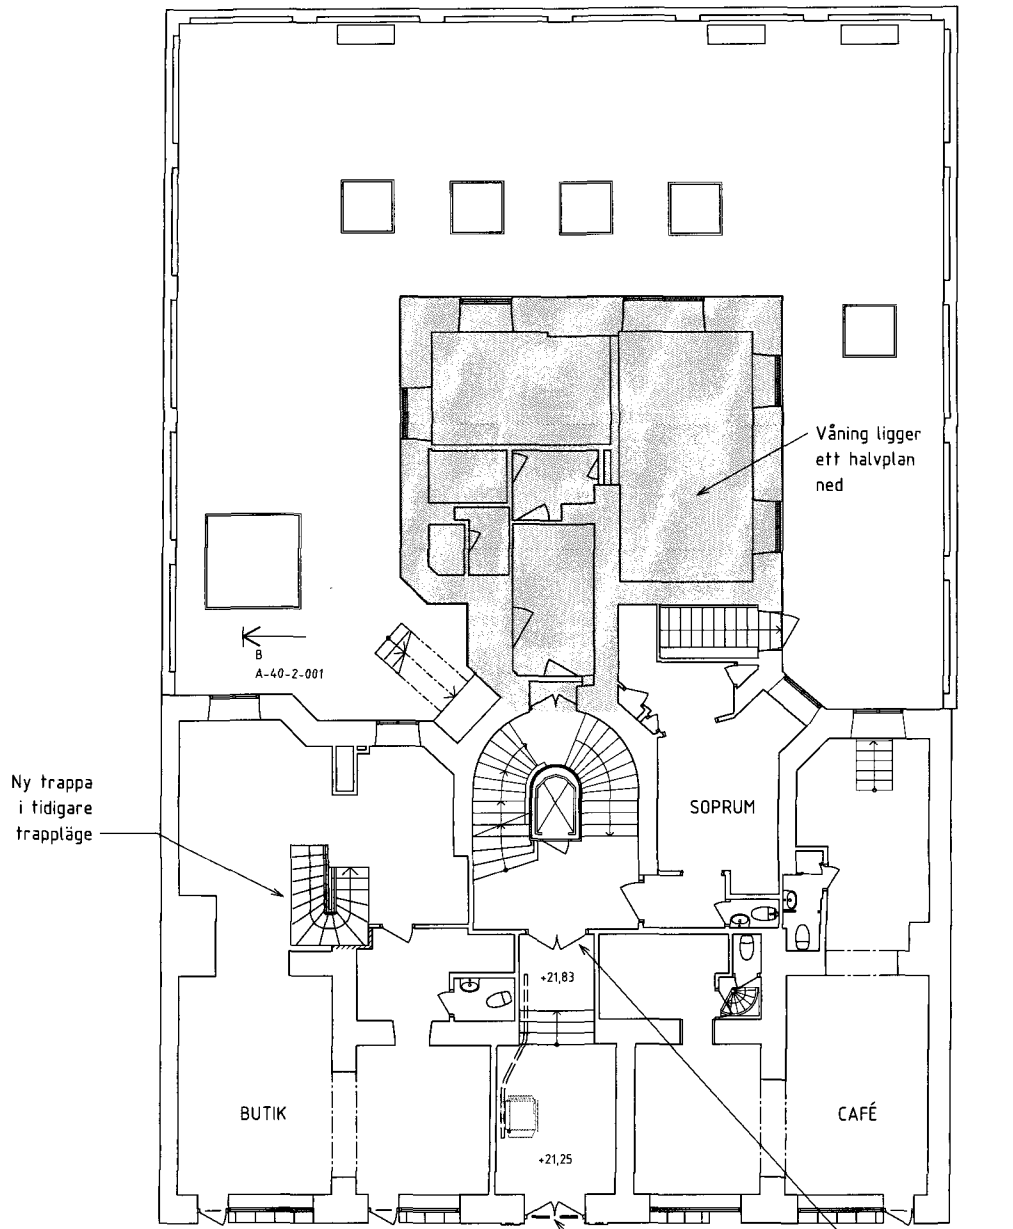 Våning ligger
ett halvplan
ned
B
A-40-2-001
Ny trappa
i tidigare
trappläge
SOPRUM
+21,83
BUTIK
CAFÉ
+21,25